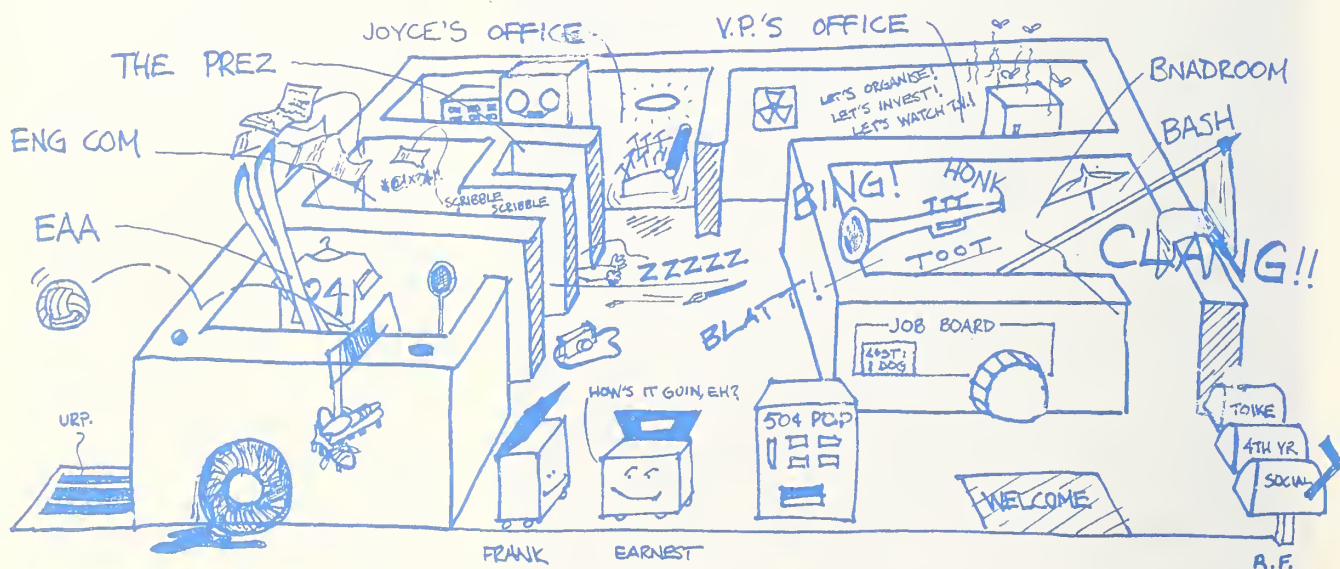 JOYCE'S OFFICE
V.P.'S OFFICE
THE PREZ
BNADROOM
LET'S ORGANISE!
LET'S INVEST!
LET'S WATCH T.V.!
ENG COM
*@!X?*!!
BASH
SCRIBBLE
SCRIBBLE
BING!
HONK
EAA
24
TOOT
CLANG!!
ZZZZZ
BLATT!
JOB BOARD
LOST:
1 DOG
HOW'S IT GOIN, EH?
URP.
50¢ POP
TOIKE
4TH YR
SOCIAL
WELCOME
FRANK
EARNEST
R.F.